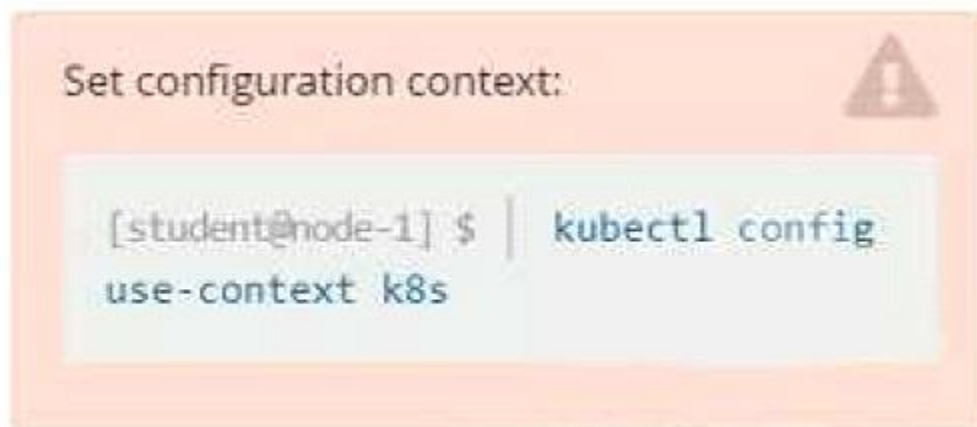 Set configuration context:
[student@node-1] $ | kubectl config
use-context k8s